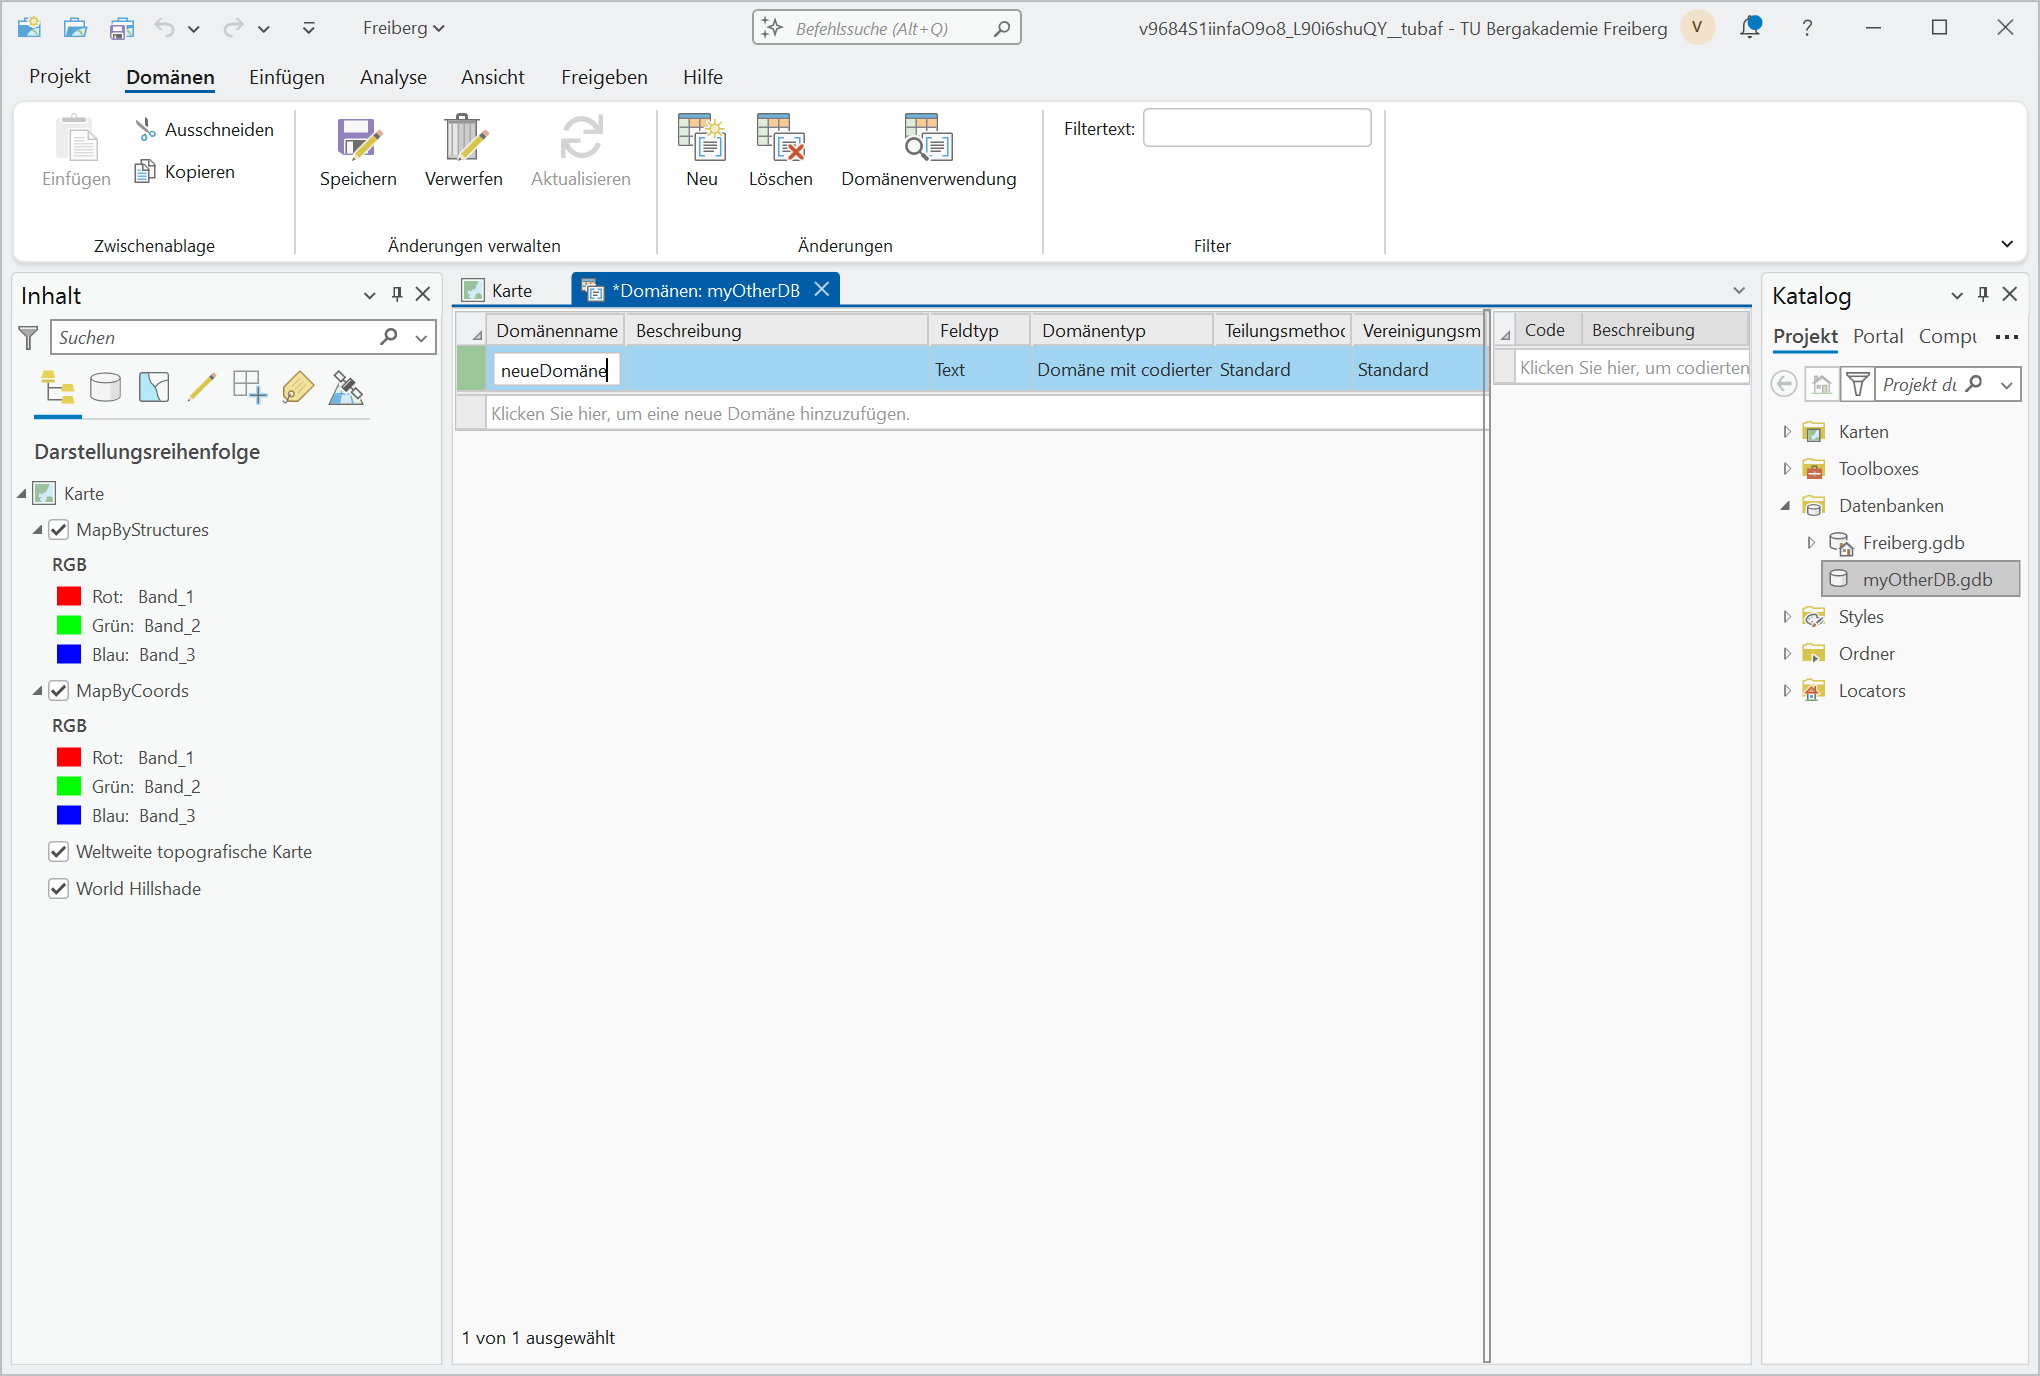 Freiberg
Befehlssuche (Alt+Q)
v9684S1iinfaO9o8_L90i6shuQY__tubaf - TU Bergakademie Freiberg
V
?
Projekt
Domänen
Einfügen
Analyse
Ansicht
Freigeben
Hilfe
Einfügen
Ausschneiden
Kopieren
Zwischenablage
Speichern
Verwerfen
Aktualisieren
Änderungen verwalten
Neu
Löschen
Domänenverwendung
Änderungen
Filtertext:
Filter
Inhalt
Suchen
Darstellungsreihenfolge
Karte
MapByStructures
RGB
Rot: Band_1
Grün: Band_2
Blau: Band_3
MapByCoords
RGB
Rot: Band_1
Grün: Band_2
Blau: Band_3
Weltweite topografische Karte
World Hillshade
Karte
*Domänen: myOtherDB
Domänenname
Beschreibung
Feldtyp
Domänentyp
Teilungsmethoc
Vereinigungsm
neueDomäne
Text
Domäne mit codierter
Standard
Standard
Klicken Sie hier, um eine neue Domäne hinzuzufügen.
1 von 1 ausgewählt
Code
Beschreibung
Klicken Sie hier, um codierten
Katalog
Projekt
Portal
Compu
Projekt du
Karten
Toolboxes
Datenbanken
Freiberg.gdb
myOtherDB.gdb
Styles
Ordner
Locators